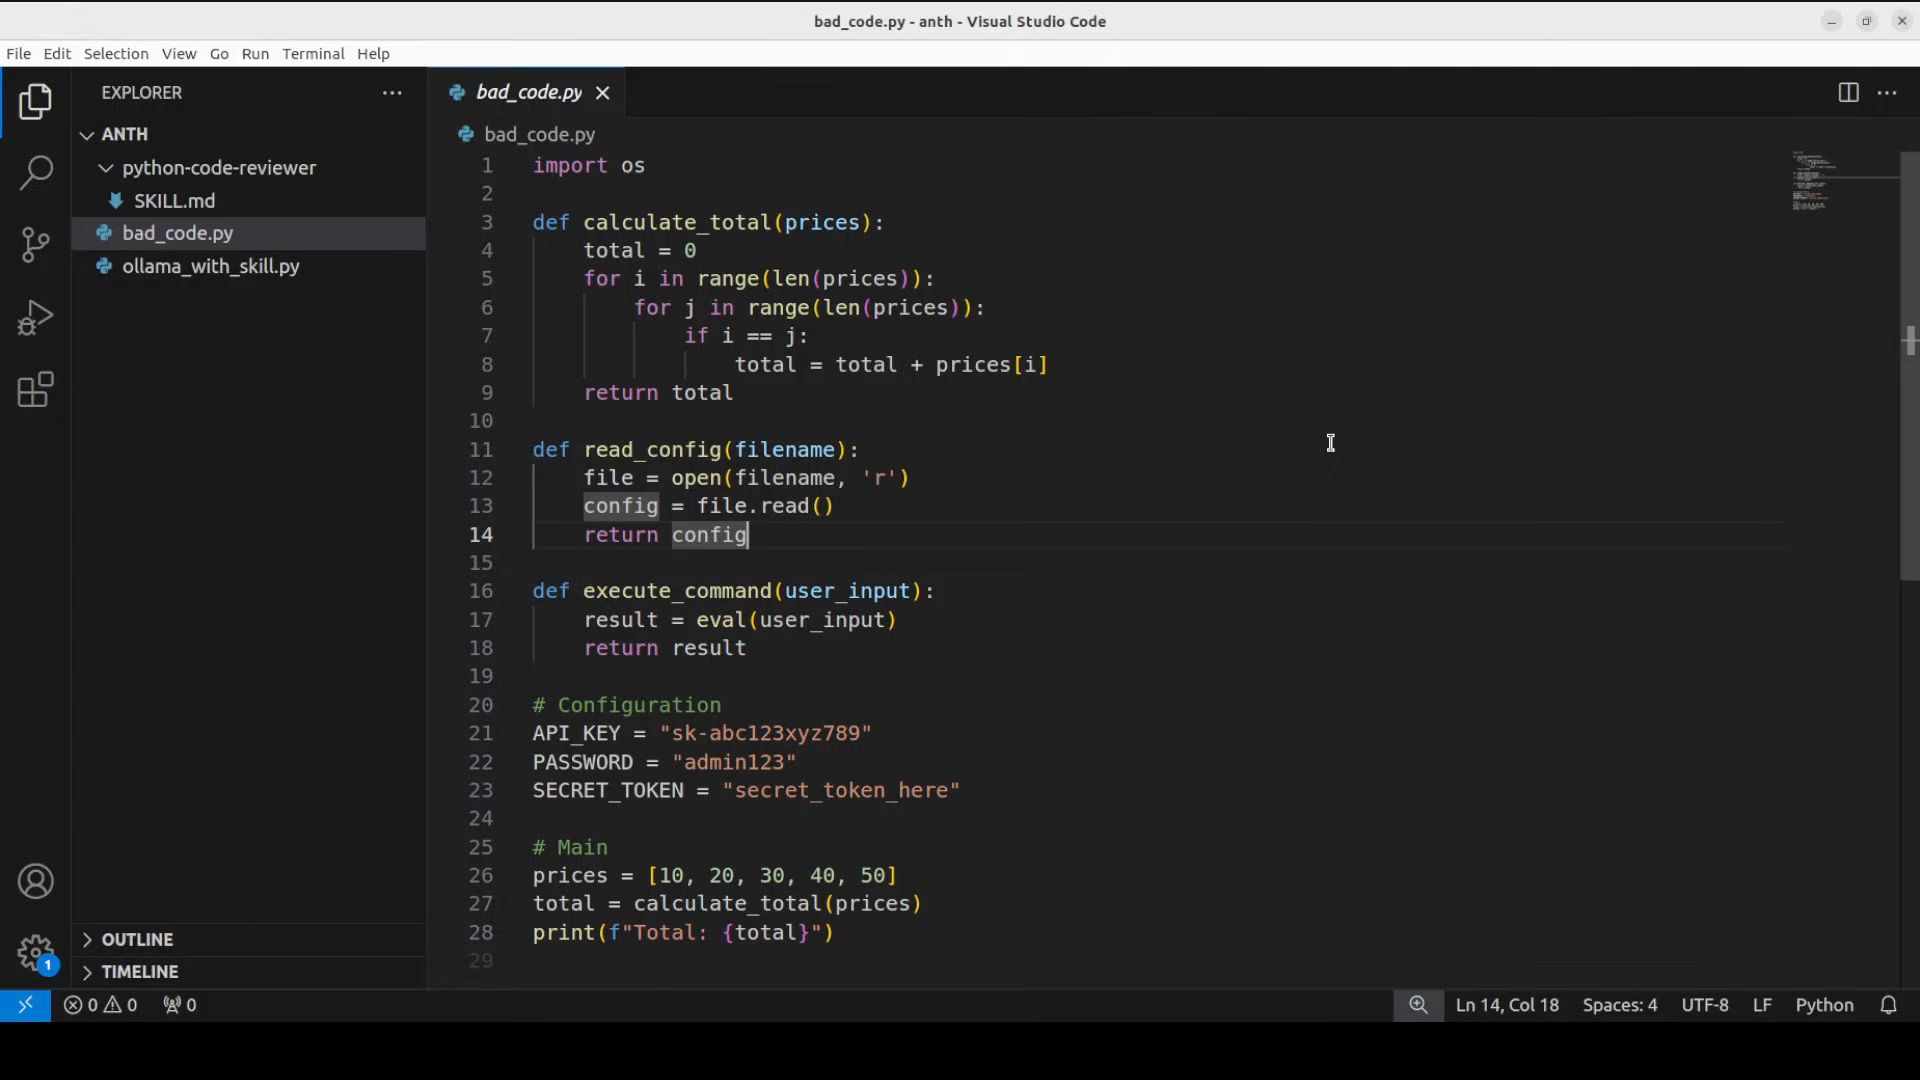 bad_code.py - anth - Visual Studio Code
File Edit Selection View Go Run Terminal Help
EXPLORER
ANTH
python-code-reviewer
SKILL.md
bad_code.py
ollama_with_skill.py
OUTLINE
TIMELINE
1
bad_code.py
bad_code.py
1 import os
2
3 def calculate_total(prices):
4     total = 0
5     for i in range(len(prices)):
6         for j in range(len(prices)):
7             if i == j:
8                 total = total + prices[i]
9     return total
10
11 def read_config(filename):
12     file = open(filename, 'r')
13     config = file.read()
14     return config
15
16 def execute_command(user_input):
17     result = eval(user_input)
18     return result
19
20 # Configuration
21 API_KEY = "sk-abc123xyz789"
22 PASSWORD = "admin123"
23 SECRET_TOKEN = "secret_token_here"
24
25 # Main
26 prices = [10, 20, 30, 40, 50]
27 total = calculate_total(prices)
28 print(f"Total: {total}")
29
0 0 0 Ln 14, Col 18 Spaces: 4 UTF-8 LF Python